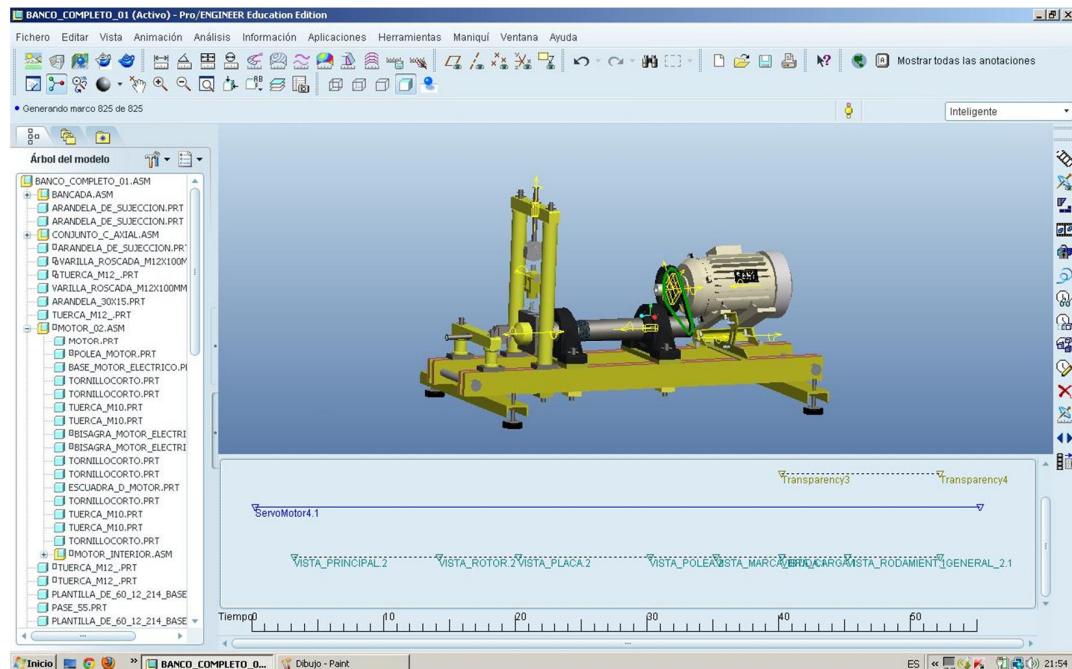 BANCO_COMPLETO_01 (Activo) - Pro/ENGINEER Education Edition
Fichero Editar Vista Animación Análisis Información Aplicaciones Herramientas Maniquí Ventana Ayuda
Mostrar todas las anotaciones
Generando marco 825 de 825
Inteligente
Árbol del modelo
BANCO_COMPLETO_01.ASM
BANCADA.ASM
ARANDELA_DE_SUJECCION.PRT
ARANDELA_DE_SUJECCION.PRT
CONJUNTO_C_AXIAL.ASM
ARANDELA_DE_SUJECCION.PR
VARILLA_ROSCADA_M12X100M
TUERCA_M12_.PRT
VARILLA_ROSCADA_M12X100MM
ARANDELA_30X15.PRT
TUERCA_M12_.PRT
MOTOR_02.ASM
MOTOR.PRT
POLEA_MOTOR.PRT
BASE_MOTOR_ELECTRICO.P
TORNILLOCORTO.PRT
TORNILLOCORTO.PRT
TUERCA_M10.PRT
TUERCA_M10.PRT
BISAGRA_MOTOR_ELECTRI
BISAGRA_MOTOR_ELECTRI
TORNILLOCORTO.PRT
TORNILLOCORTO.PRT
ESCUADRA_D_MOTOR.PRT
TORNILLOCORTO.PRT
TUERCA_M10.PRT
TUERCA_M10.PRT
TORNILLOCORTO.PRT
MOTOR_INTERIOR.ASM
TUERCA_M12_.PRT
TUERCA_M12_.PRT
PLANTILLA_DE_60_12_214_BASE
PASE_55.PRT
PLANTILLA_DE_60_12_214_BASE
Transparency3 Transparency4
ServoMotor4.1
VISTA_PRINCIPAL.2 VISTA_ROTOR.2 VISTA_PLACA.2 VISTA_POLEA VISTA_MARCA VISTA_RODAMIENT GENERAL_2.1
Tiempo 0 10 20 30 40 50
Inicio BANCO_COMPLETO_0... Dibujo - Paint ES 21:54